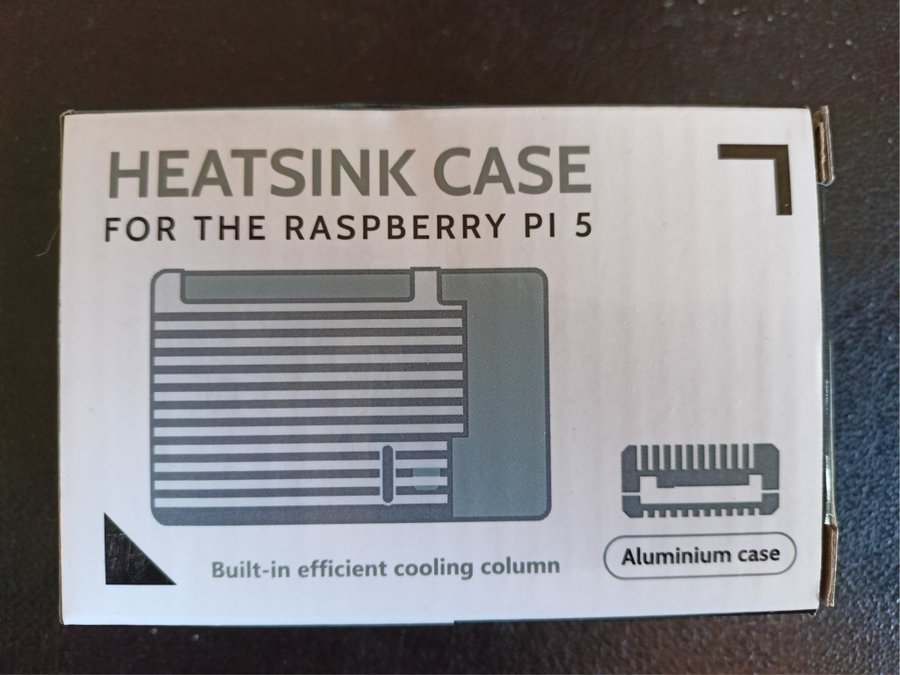 HEATSINK CASE
FOR THE RASPBERRY PI 5
Built-in efficient cooling column
Aluminium case